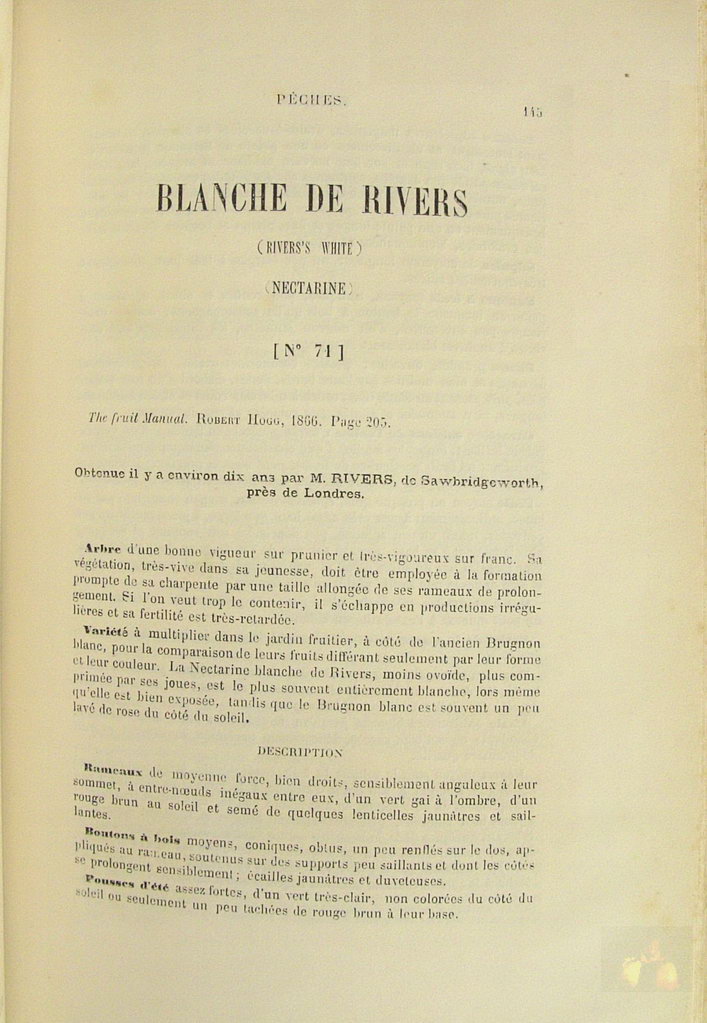 PÊCHES.
145
BLANCHE DE RIVERS
(RIVERS'S WHITE)
(NECTARINE)
[N° 71]
The fruit Manual. ROBERT HOGG, 1866. Page 205.
Obtenue il y a environ dix ans par M. RIVERS, de Sawbridgeworth,
près de Londres.
Arbre d'une bonne vigueur sur prunier et très-vigoureux sur franc. Sa
végétation, très-vive dans sa jeunesse, doit être employée à la formation
prompte de sa charpente par une taille allongée de ses rameaux de prolon-
gement. Si l'on veut trop le contenir, il s'échappe en productions irrégu-
lières et sa fertilité est très-retardée.
Variété à multiplier dans le jardin fruitier, à côté de l'ancien Brugnon
blanc, pour la comparaison de leurs fruits différant seulement par leur forme
et leur couleur. La Nectarine blanche de Rivers, moins ovoïde, plus com-
primée par ses joues, est le plus souvent entièrement blanche, lors même
qu'elle est bien exposée, tandis que le Brugnon blanc est souvent un peu
lavé de rose du côté du soleil.
DESCRIPTION
Rameaux de moyenne force, bien droits, sensiblement anguleux à leur
sommet, à entre-nœuds inégaux entre eux, d'un vert gai à l'ombre, d'un
rouge brun au soleil et semé de quelques lenticelles jaunâtres et sail-
lantes.
Boutons à bois moyens, coniques, obtus, un peu renflés sur le dos, ap-
pliqués au rameau, soutenus sur des supports peu saillants et dont les côtés
se prolongent sensiblement ; écailles jaunâtres et duveteuses.
Pousses d'été assez fortes, d'un vert très-clair, non colorées du côté du
soleil ou seulement un peu tachées de rouge brun à leur base.